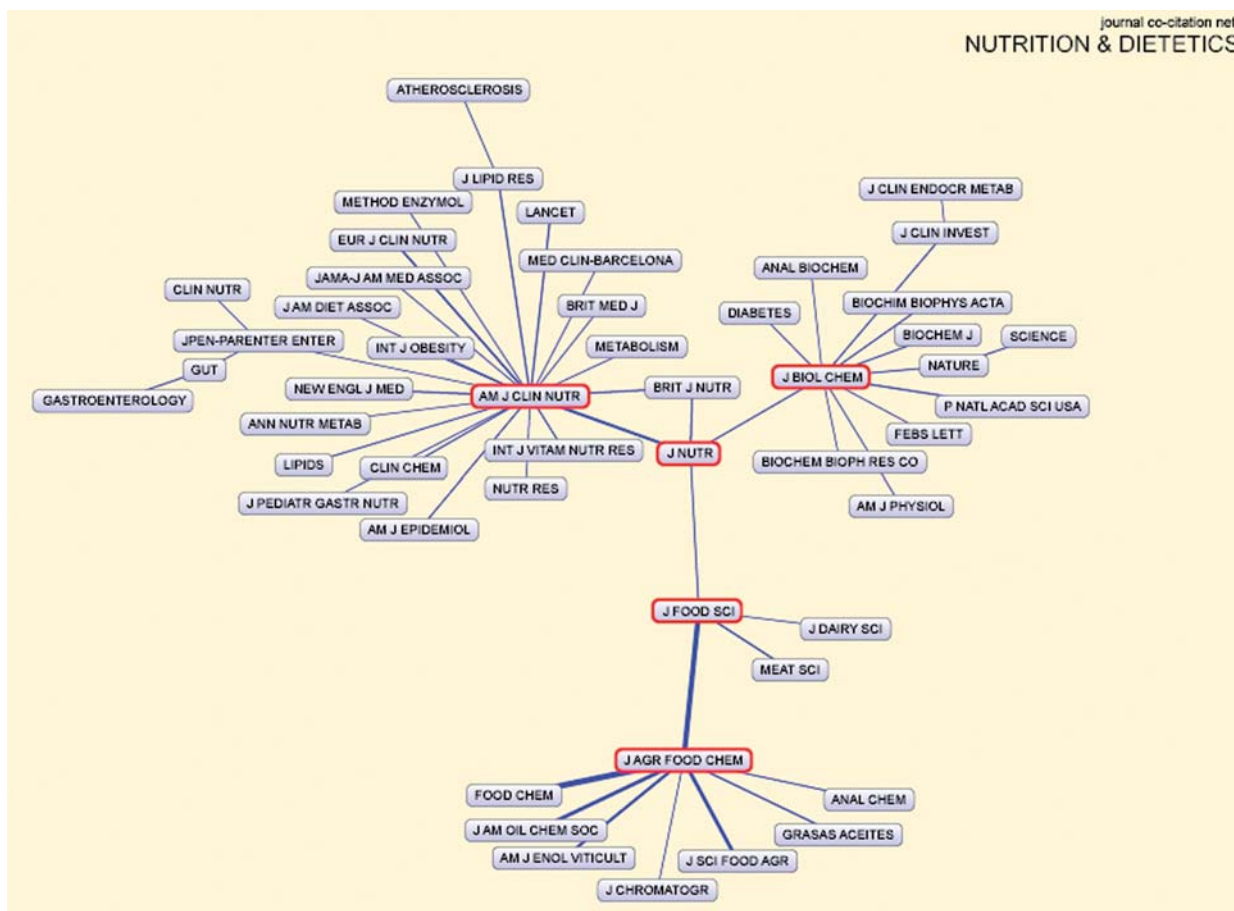 journal co-citation net
NUTRITION & DIETETICS
ATHEROSCLEROSIS
J LIPID RES
METHOD ENZYMOL
LANCET
EUR J CLIN NUTR
MED CLIN-BARCELONA
JAMA-J AM MED ASSOC
CLIN NUTR
J AM DIET ASSOC
BRIT MED J
JPEN-PARENTER ENTER
INT J OBESITY
METABOLISM
GUT
NEW ENGL J MED
AM J CLIN NUTR
BRIT J NUTR
GASTROENTEROLOGY
ANN NUTR METAB
J NUTR
LIPIDS
CLIN CHEM
INT J VITAM NUTR RES
NUTR RES
J PEDIATR GASTR NUTR
AM J EPIDEMIOL
J CLIN ENDOCR METAB
J CLIN INVEST
ANAL BIOCHEM
DIABETES
BIOCHIM BIOPHYS ACTA
BIOCHEM J
SCIENCE
NATURE
J BIOL CHEM
P NATL ACAD SCI USA
FEBS LETT
BIOCHEM BIOPH RES CO
AM J PHYSIOL
J FOOD SCI
J DAIRY SCI
MEAT SCI
J AGR FOOD CHEM
FOOD CHEM
ANAL CHEM
J AM OIL CHEM SOC
GRASAS ACEITES
AM J ENOL VITICULT
J SCI FOOD AGR
J CHROMATOGR